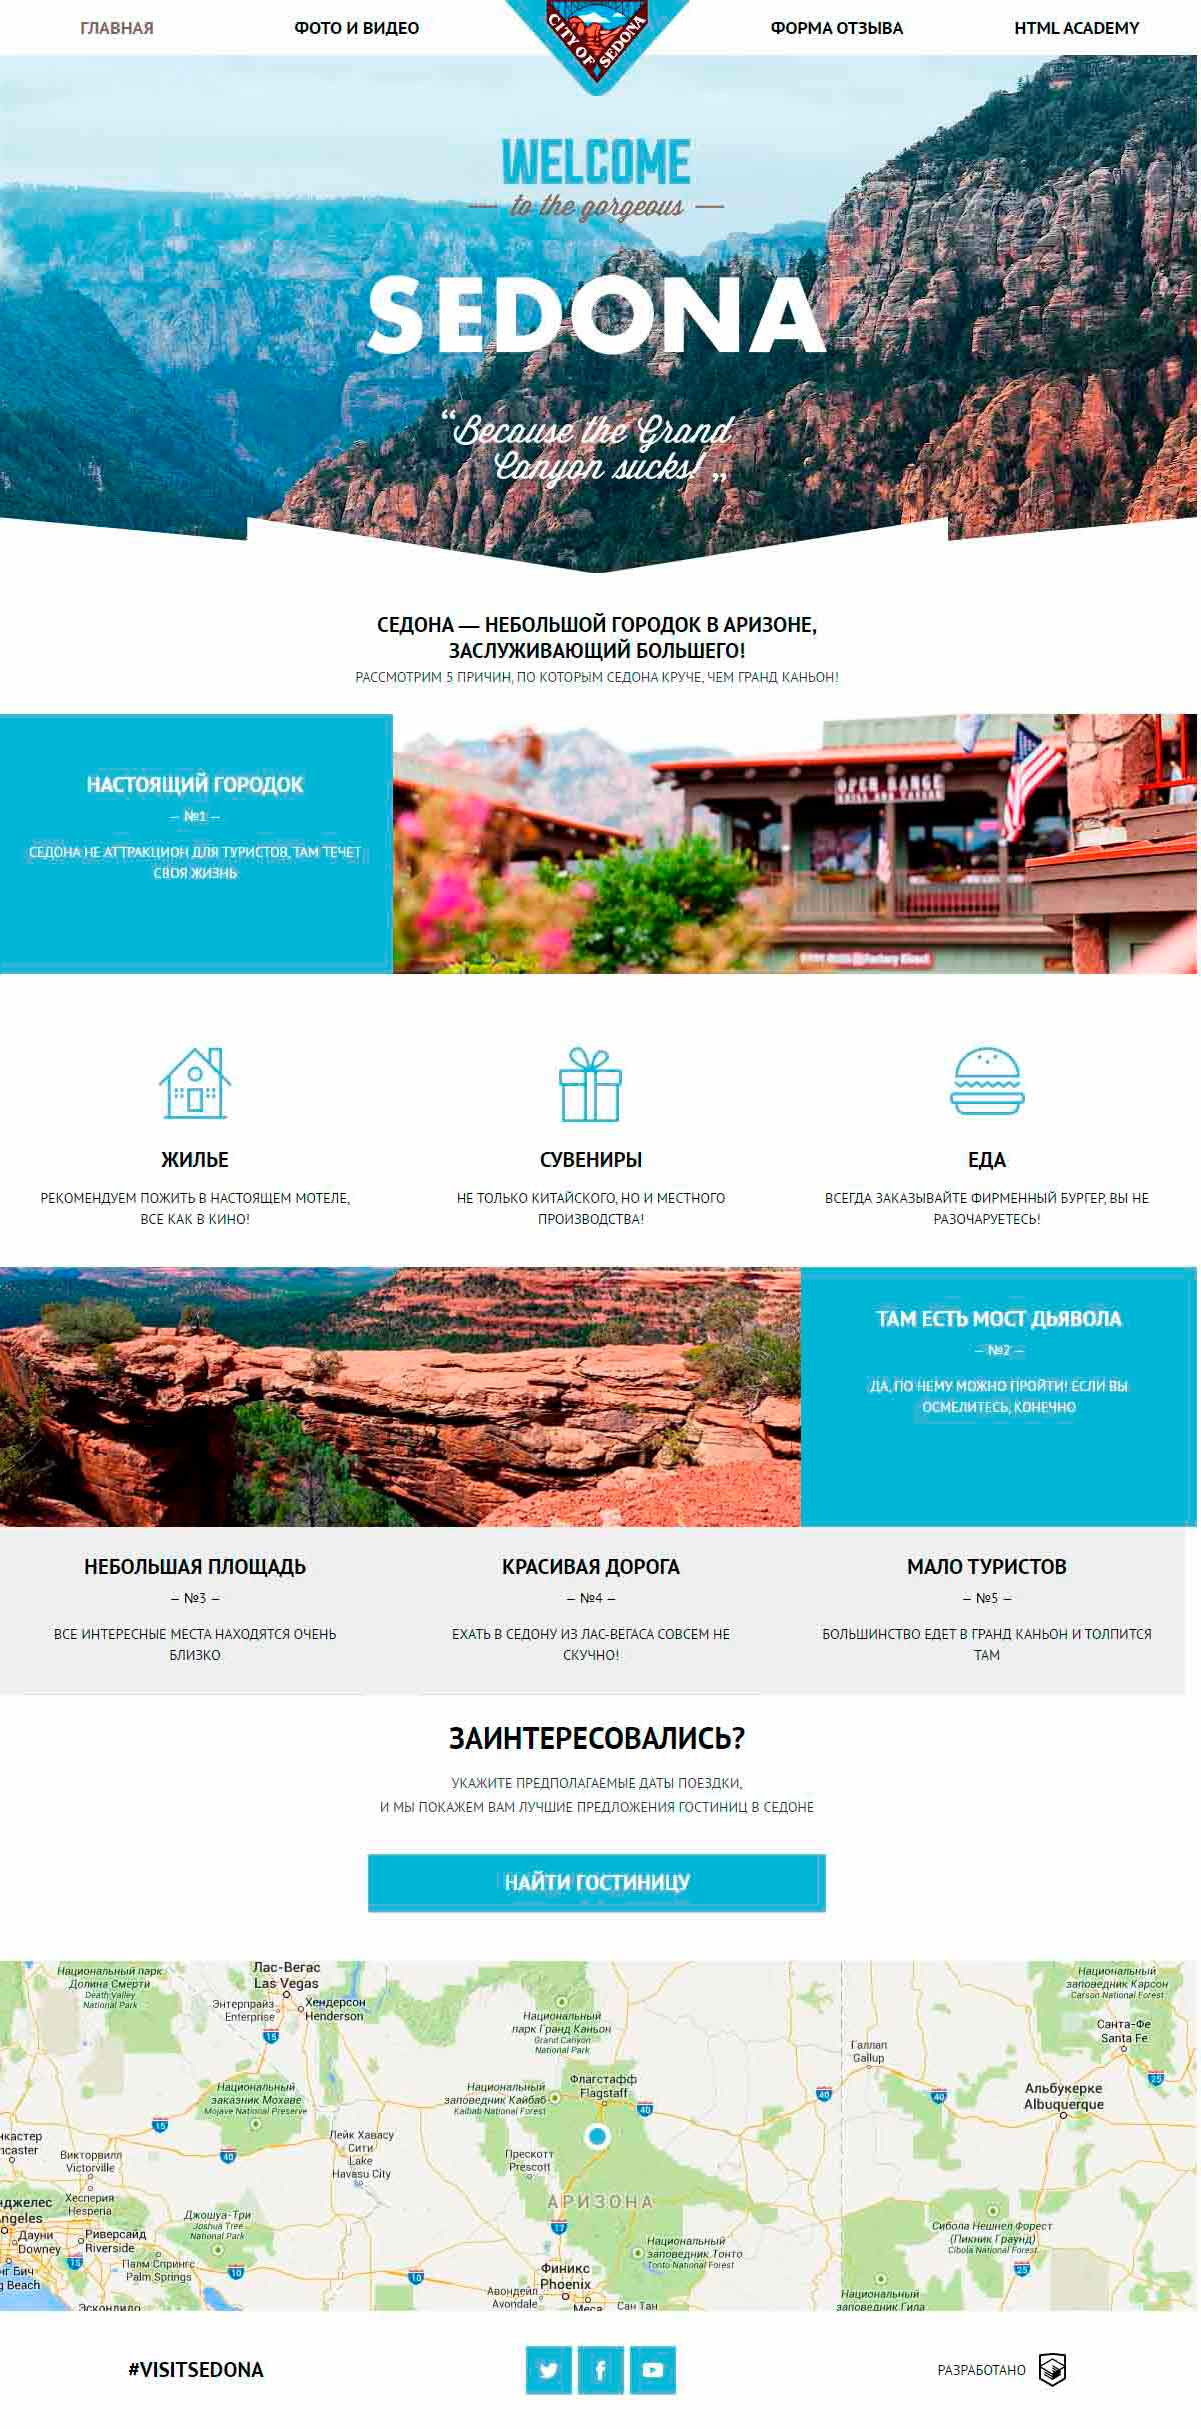 ГЛАВНАЯ
ФОТО И ВИДЕО
CITY OF SEDONA
ФОРМА ОТЗЫВА
HTML ACADEMY
WELCOME
— to the gorgeous —
SEDONA
“Because the Grand
Canyon sucks! „
СЕДОНА — НЕБОЛЬШОЙ ГОРОДОК В АРИЗОНЕ,
ЗАСЛУЖИВАЮЩИЙ БОЛЬШЕГО!
РАССМОТРИМ 5 ПРИЧИН, ПО КОТОРЫМ СЕДОНА КРУЧЕ, ЧЕМ ГРАНД КАНЬОН!
НАСТОЯЩИЙ ГОРОДОК
— №1 —
СЕДОНА НЕ АТТРАКЦИОН ДЛЯ ТУРИСТОВ, ТАМ ТЕЧЕТ
СВОЯ ЖИЗНЬ
OPEN RANGE
GRILL AND TAVERN
Factory Direct
ЖИЛЬЕ
РЕКОМЕНДУЕМ ПОЖИТЬ В НАСТОЯЩЕМ МОТЕЛЕ,
ВСЕ КАК В КИНО!
СУВЕНИРЫ
НЕ ТОЛЬКО КИТАЙСКОГО, НО И МЕСТНОГО
ПРОИЗВОДСТВА!
ЕДА
ВСЕГДА ЗАКАЗЫВАЙТЕ ФИРМЕННЫЙ БУРГЕР, ВЫ НЕ
РАЗОЧАРУЕТЕСЬ!
ТАМ ЕСТЬ МОСТ ДЬЯВОЛА
— №2 —
ДА, ПО НЕМУ МОЖНО ПРОЙТИ! ЕСЛИ ВЫ
ОСМЕЛИТЕСЬ, КОНЕЧНО
НЕБОЛЬШАЯ ПЛОЩАДЬ
— №3 —
ВСЕ ИНТЕРЕСНЫЕ МЕСТА НАХОДЯТСЯ ОЧЕНЬ
БЛИЗКО
КРАСИВАЯ ДОРОГА
— №4 —
ЕХАТЬ В СЕДОНУ ИЗ ЛАС-ВЕГАСА СОВСЕМ НЕ
СКУЧНО!
МАЛО ТУРИСТОВ
— №5 —
БОЛЬШИНСТВО ЕДЕТ В ГРАНД КАНЬОН И ТОЛПИТСЯ
ТАМ
ЗАИНТЕРЕСОВАЛИСЬ?
УКАЖИТЕ ПРЕДПОЛАГАЕМЫЕ ДАТЫ ПОЕЗДКИ,
И МЫ ПОКАЖЕМ ВАМ ЛУЧШИЕ ПРЕДЛОЖЕНИЯ ГОСТИНИЦ В СЕДОНЕ
НАЙТИ ГОСТИНИЦУ
Национальный парк
Долина Смерти
Death Valley
National Park
Лас-Вегас
Las Vegas
Энтерпрайз
Enterprise
Хендерсон
Henderson
15
Национальный
парк Гранд Каньон
Grand Canyon
National Park
Национальный
заповедник Карсон
Carson National Forest
Санта-Фе
Santa Fe
Галлап
Gallup
25
Национальный
заказник Мохаве
Mojave National Preserve
Национальный
заповедник Кайбаб
Kaibab National Forest
Флагстафф
Flagstaff
40
40
40
Альбукерке
Albuquerque
15
40
нкастер
ncaster
Викторвилл
Victorville
Лейк Хавасу
Сити
Lake
Havasu City
Прескотт
Prescott
АРИЗОНА
нджелес
ngeles
Хесперия
Hesperia
Джошуа-Три
Joshua Tree
National Park
17
Дауни
Downey
Риверсайд
Riverside
15
Палм Спрингс
Palm Springs
10
10
нг Бич
g Beach
Эскондидо
Финикс
Phoenix
Авондейл
Avondale
Меса
Сан Тан
Национальный
заповедник Тонто
Tonto National Forest
Сибола Нешнел Форест
(Пикник Граунд)
Cibola National Forest
25
Национальный
заповедник Гила
#VISITSEDONA
РАЗРАБОТАНО